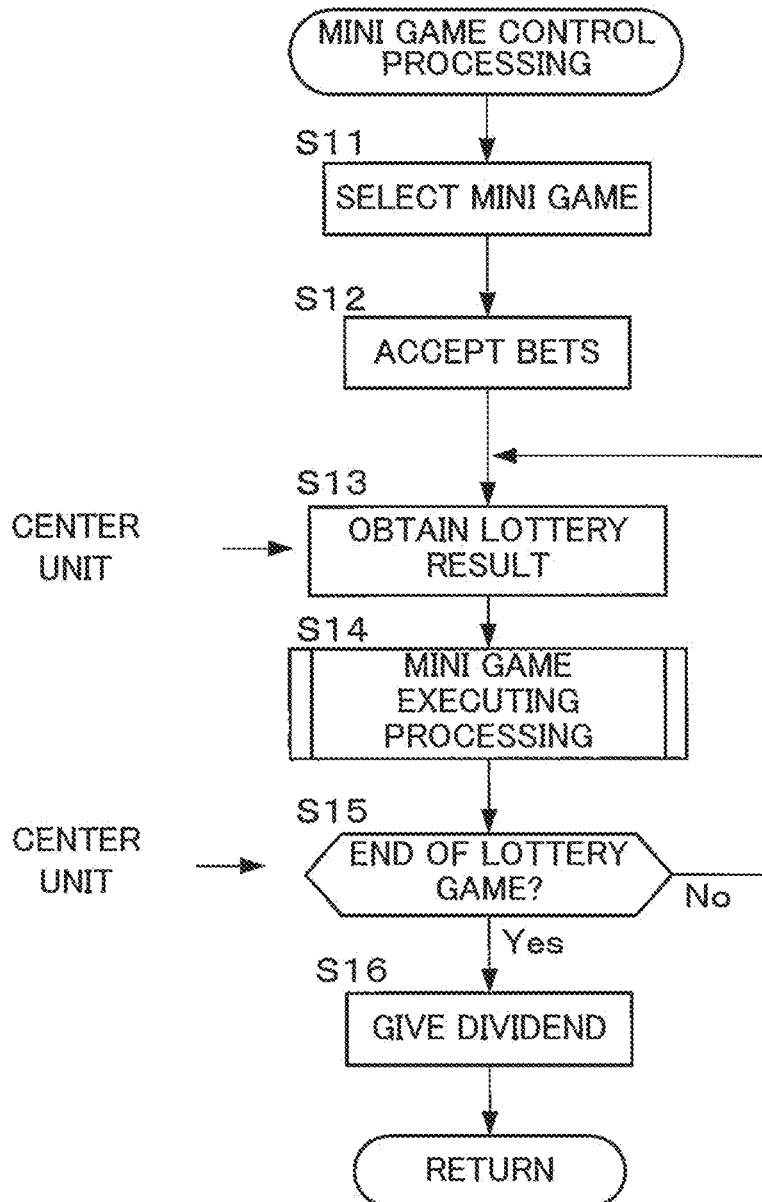 MINI GAME CONTROL
PROCESSING
S11
SELECT MINI GAME
S12
ACCEPT BETS
S13
CENTER
UNIT
OBTAIN LOTTERY
RESULT
S14
MINI GAME
EXECUTING
PROCESSING
S15
CENTER
UNIT
END OF LOTTERY
GAME?
No
Yes
S16
GIVE DIVIDEND
RETURN